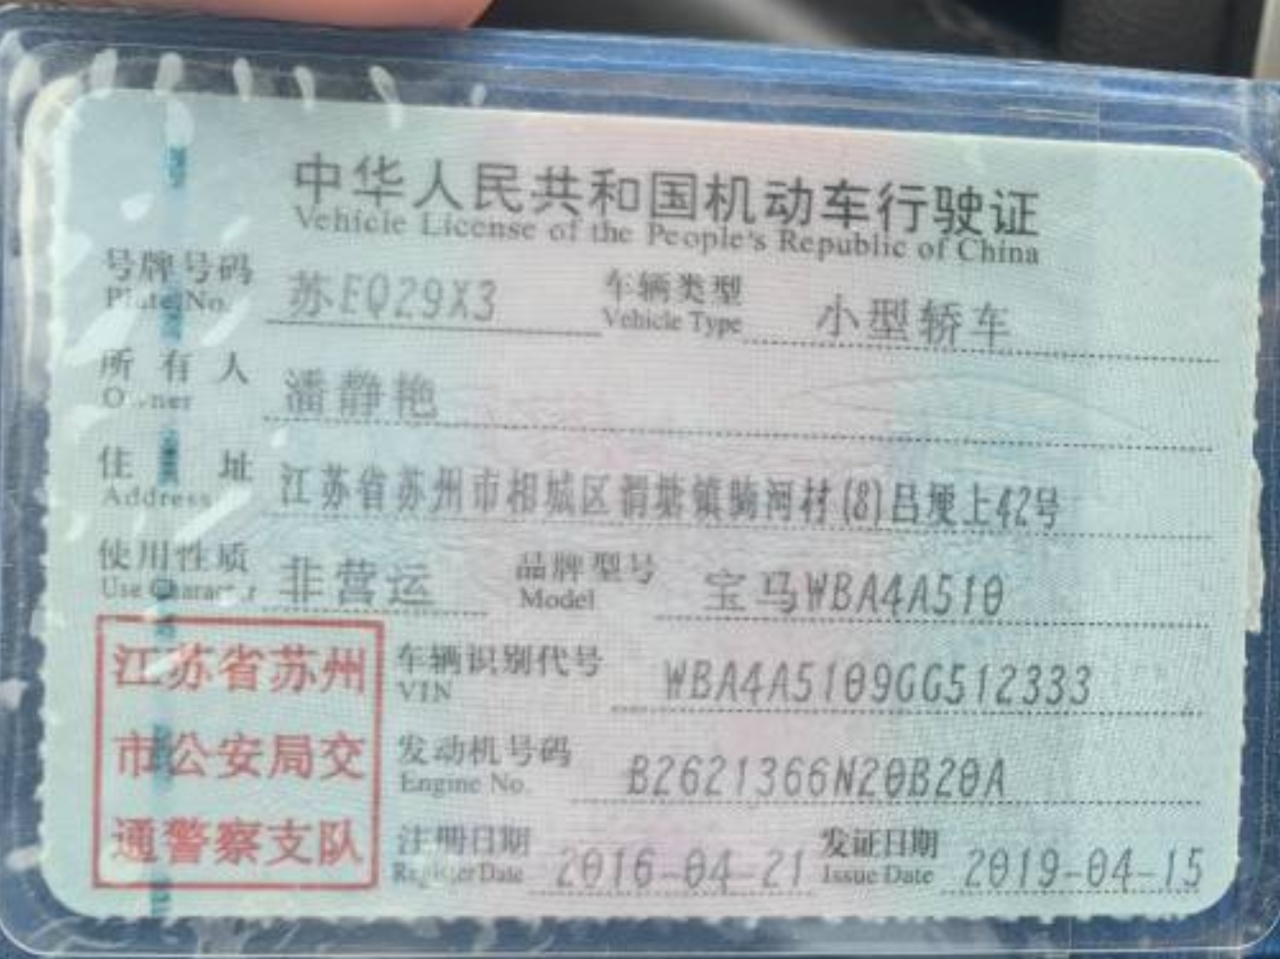 中华人民共和国机动车行驶证
Vehicle License of the People's Republic of China
号牌号码 苏EQ29X3 车辆类型 小型轿车
Plate No. Vehicle Type
所有人 潘静艳
Owner
住址 江苏省苏州市相城区渭塘镇骑河村(8)吕埂上42号
Address
使用性质 非营运 品牌型号 宝马WBA4A510
Use Character Model
江苏省苏州
市公安局交
通警察支队
车辆识别代号 WBA4A5109GG512333
VIN
发动机号码 B2621366N20B20A
Engine No.
注册日期 2016-04-21 发证日期 2019-04-15
Register Date Issue Date